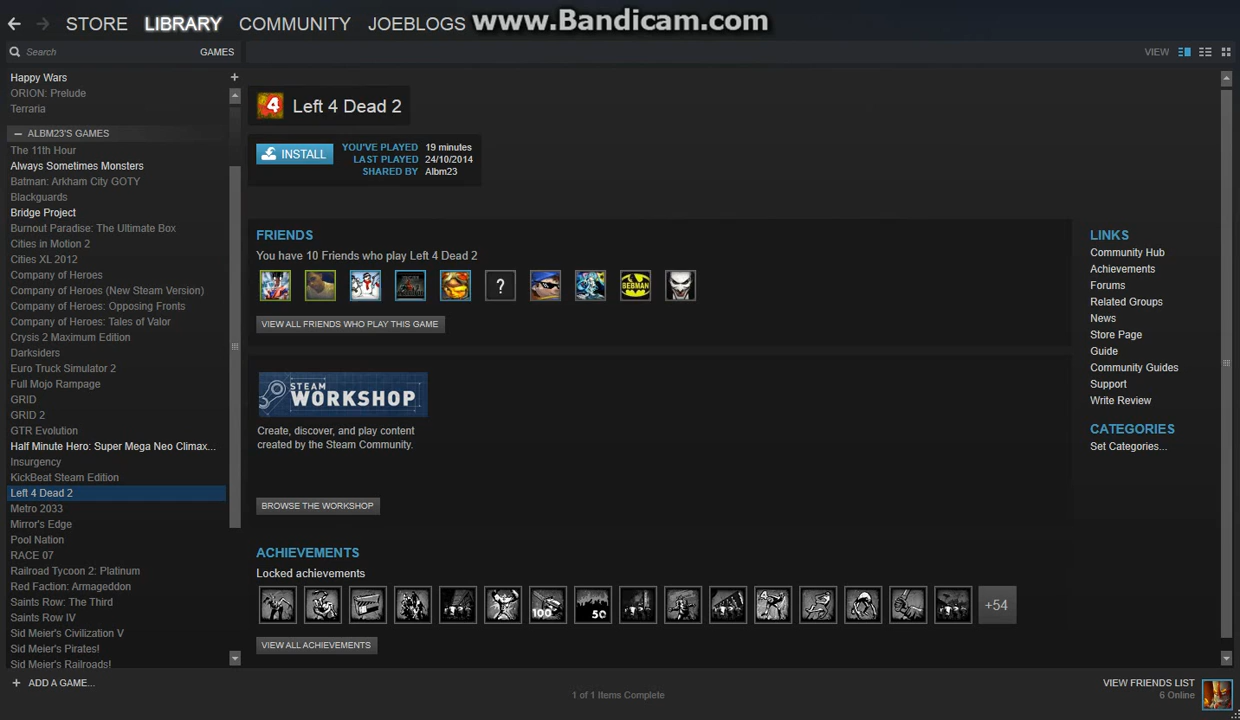 STORE LIBRARY COMMUNITY JOEBLOGS
www.Bandicam.com
Search GAMES
VIEW
Happy Wars
ORION: Prelude
Terraria
ALBM23'S GAMES
The 11th Hour
Always Sometimes Monsters
Batman: Arkham City GOTY
Blackguards
Bridge Project
Burnout Paradise: The Ultimate Box
Cities in Motion 2
Cities XL 2012
Company of Heroes
Company of Heroes (New Steam Version)
Company of Heroes: Opposing Fronts
Company of Heroes: Tales of Valor
Crysis 2 Maximum Edition
Darksiders
Euro Truck Simulator 2
Full Mojo Rampage
GRID
GRID 2
GTR Evolution
Half Minute Hero: Super Mega Neo Climax...
Insurgency
KickBeat Steam Edition
Left 4 Dead 2
Metro 2033
Mirror's Edge
Pool Nation
RACE 07
Railroad Tycoon 2: Platinum
Red Faction: Armageddon
Saints Row: The Third
Saints Row IV
Sid Meier's Civilization V
Sid Meier's Pirates!
Sid Meier's Railroads!
+ ADD A GAME...
4 Left 4 Dead 2
INSTALL
YOU'VE PLAYED 19 minutes
LAST PLAYED 24/10/2014
SHARED BY Albm23
FRIENDS
You have 10 Friends who play Left 4 Dead 2
?
BEBMAN
VIEW ALL FRIENDS WHO PLAY THIS GAME
STEAM
WORKSHOP
Create, discover, and play content
created by the Steam Community.
BROWSE THE WORKSHOP
ACHIEVEMENTS
Locked achievements
100
50
+54
VIEW ALL ACHIEVEMENTS
LINKS
Community Hub
Achievements
Forums
Related Groups
News
Store Page
Guide
Community Guides
Support
Write Review
CATEGORIES
Set Categories...
1 of 1 Items Complete
VIEW FRIENDS LIST
6 Online